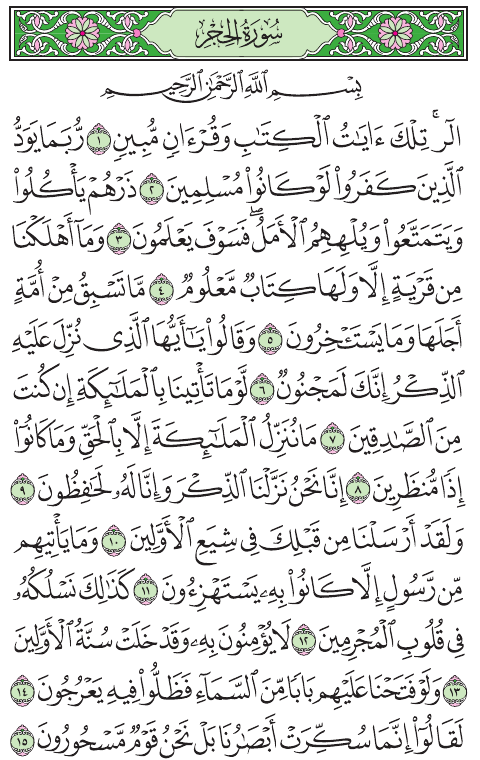 سُورَةُ الْحِجْرِ
بِسْمِ اللَّهِ الرَّحْمَٰنِ الرَّحِيمِ
الٓرۚ تِلْكَ ءَايَٰتُ ٱلْكِتَٰبِ وَقُرْءَانٍ مُّبِينٍ ١ رُّبَمَا يَوَدُّ
ٱلَّذِينَ كَفَرُوا۟ لَوْ كَانُوا۟ مُسْلِمِينَ ٢ ذَرْهُمْ يَأْكُلُوا۟
وَيَتَمَتَّعُوا۟ وَيُلْهِهِمُ ٱلْأَمَلُۖ فَسَوْفَ يَعْلَمُونَ ٣ وَمَآ أَهْلَكْنَا
مِن قَرْيَةٍ إِلَّا وَلَهَا كِتَابٌ مَّعْلُومٌ ٤ مَّا تَسْبِقُ مِنْ أُمَّةٍ
أَجَلَهَا وَمَا يَسْتَـْٔخِرُونَ ٥ وَقَالُوا۟ يَٰٓأَيُّهَا ٱلَّذِى نُزِّلَ عَلَيْهِ
ٱلذِّكْرُ إِنَّكَ لَمَجْنُونٌ ٦ لَّوْ مَا تَأْتِينَا بِٱلْمَلَٰٓئِكَةِ إِن كُنتَ
مِنَ ٱلصَّٰدِقِينَ ٧ مَا نُنَزِّلُ ٱلْمَلَٰٓئِكَةَ إِلَّا بِٱلْحَقِّ وَمَا كَانُوٓا۟
إِذًا مُّنظَرِينَ ٨ إِنَّا نَحْنُ نَزَّلْنَا ٱلذِّكْرَ وَإِنَّا لَهُۥ لَحَٰفِظُونَ ٩
وَلَقَدْ أَرْسَلْنَا مِن قَبْلِكَ فِى شِيَعِ ٱلْأَوَّلِينَ ١٠ وَمَا يَأْتِيهِم
مِّن رَّسُولٍ إِلَّا كَانُوا۟ بِهِۦ يَسْتَهْزِءُونَ ١١ كَذَٰلِكَ نَسْلُكُهُۥ
فِى قُلُوبِ ٱلْمُجْرِمِينَ ١٢ لَا يُؤْمِنُونَ بِهِۦ وَقَدْ خَلَتْ سُنَّةُ ٱلْأَوَّلِينَ
١٣ وَلَوْ فَتَحْنَا عَلَيْهِم بَابًا مِّنَ ٱلسَّمَآءِ فَظَلُّوا۟ فِيهِ يَعْرُجُونَ ١٤
لَقَالُوٓا۟ إِنَّمَا سُكِّرَتْ أَبْصَٰرُنَا بَلْ نَحْنُ قَوْمٌ مَّسْحُورُونَ ١٥